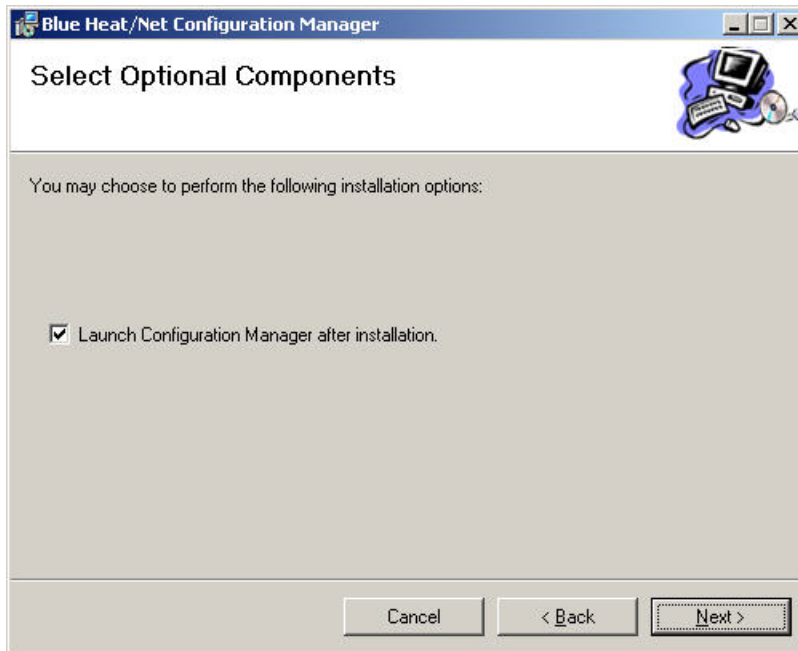 Blue Heat/Net Configuration Manager
Select Optional Components
You may choose to perform the following installation options:
Launch Configuration Manager after installation.
Cancel
< Back
Next >